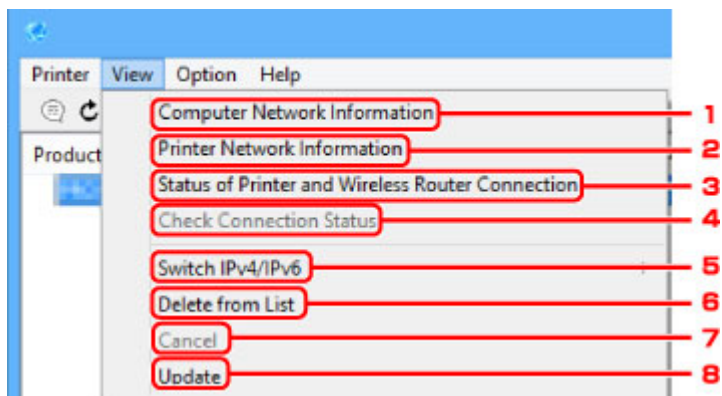 Printer View Option Help
Computer Network Information 1
Product Printer Network Information 2
Status of Printer and Wireless Router Connection 3
Check Connection Status 4
Switch IPv4/IPv6 5
Delete from List 6
Cancel 7
Update 8